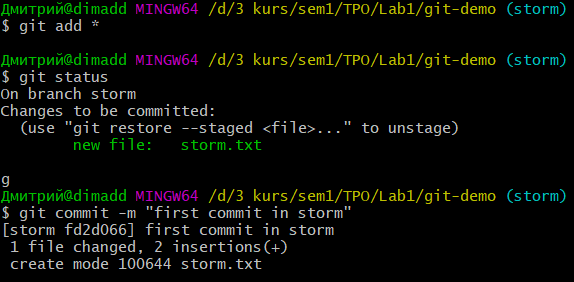 Дмитрий@dimadd MINGW64 /d/3 kurs/sem1/TPO/Lab1/git-demo (storm)
$ git add *
Дмитрий@dimadd MINGW64 /d/3 kurs/sem1/TPO/Lab1/git-demo (storm)
$ git status
On branch storm
Changes to be committed:
  (use "git restore --staged <file>..." to unstage)
        new file:   storm.txt
g
Дмитрий@dimadd MINGW64 /d/3 kurs/sem1/TPO/Lab1/git-demo (storm)
$ git commit -m "first commit in storm"
[storm fd2d066] first commit in storm
 1 file changed, 2 insertions(+)
 create mode 100644 storm.txt